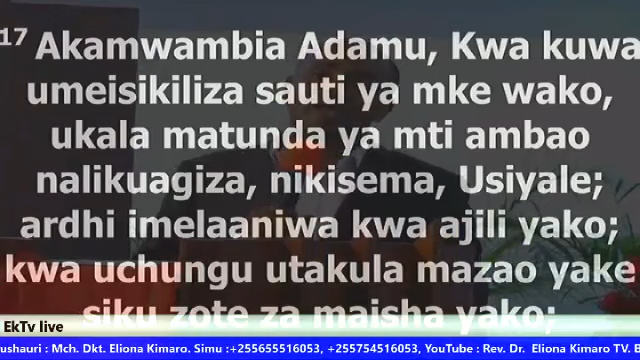 17 Akamwambia Adamu, Kwa kuwa
umeisikiliza sauti ya mke wako,
ukala matunda ya mti ambao
nalikuagiza, nikisema, Usiyale;
ardhi imelaaniwa kwa ajili yako;
kwa uchungu utakula mazao yake
siku zote za maisha yako;
EkTv live
ushauri : Mch. Dkt. Eliona Kimaro. Simu :+255655516053, +255754516053, YouTube : Rev. Dr. Eliona Kimaro TV.